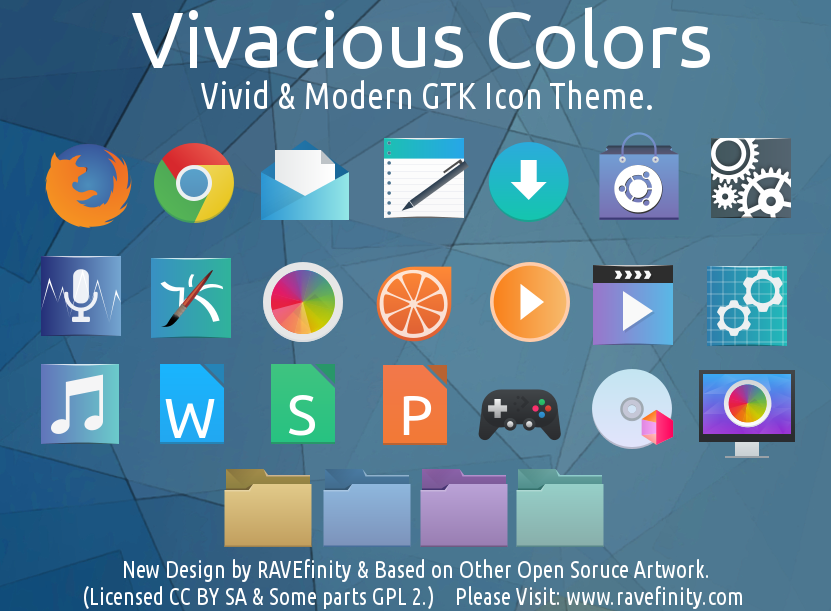 Vivacious Colors
Vivid & Modern GTK Icon Theme.
W S P
New Design by RAVEfinity & Based on Other Open Soruce Artwork.
(Licensed CC BY SA & Some parts GPL 2.) Please Visit: www.ravefinity.com